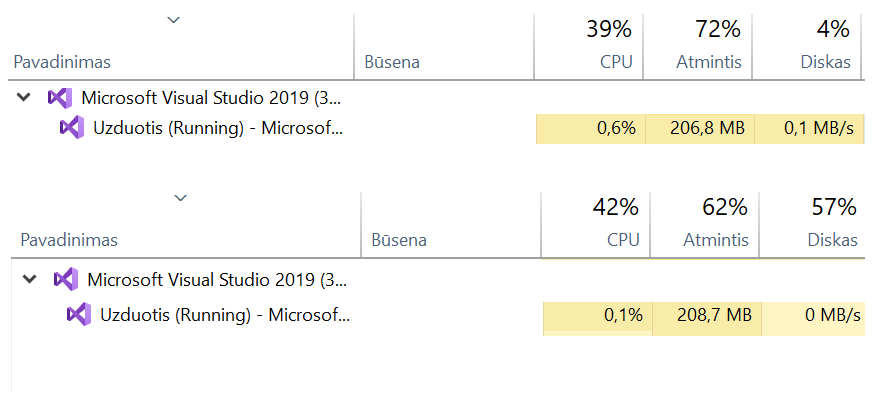 39% 72% 4%
Pavadinimas Būsena CPU Atmintis Diskas
Microsoft Visual Studio 2019 (3...
Uzduotis (Running) - Microsof... 0,6% 206,8 MB 0,1 MB/s
42% 62% 57%
Pavadinimas Būsena CPU Atmintis Diskas
Microsoft Visual Studio 2019 (3...
Uzduotis (Running) - Microsof... 0,1% 208,7 MB 0 MB/s